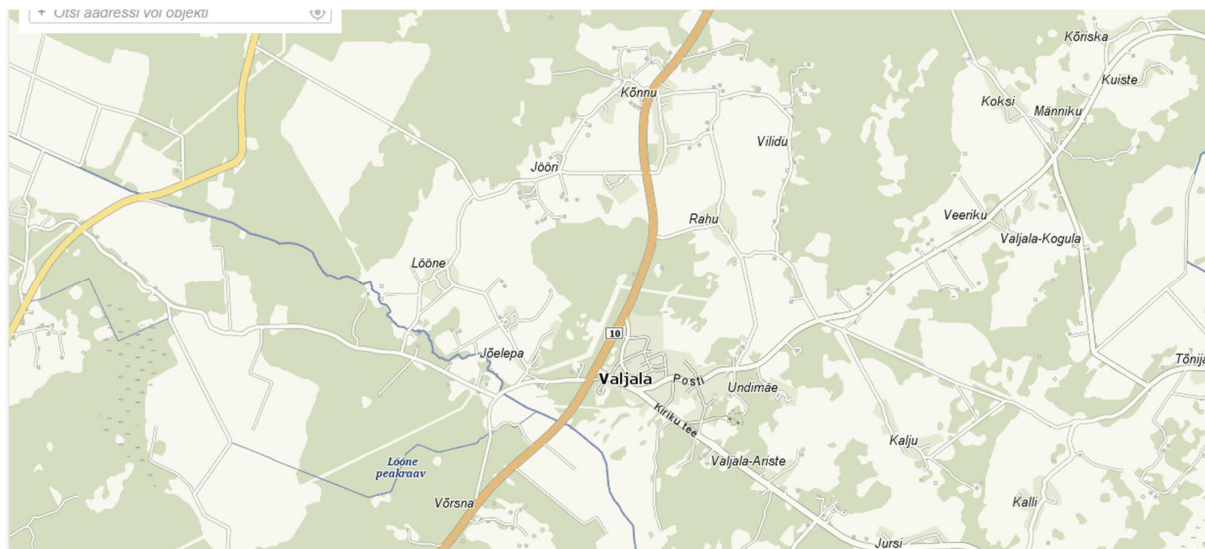 + Otsi aadressi või objekti
Kõriska
Kuiste
Kõnnu
Koksi
Männiku
Vilidu
Jööri
Rahu
Veeriku
Valjala-Kogula
Lööne
10
Jõelepa
Tõnija
Valjala
Posti
Undimäe
Kiriku tee
Kalju
Lööne
peakraav
Valjala-Ariste
Võrsna
Kalli
Jursi